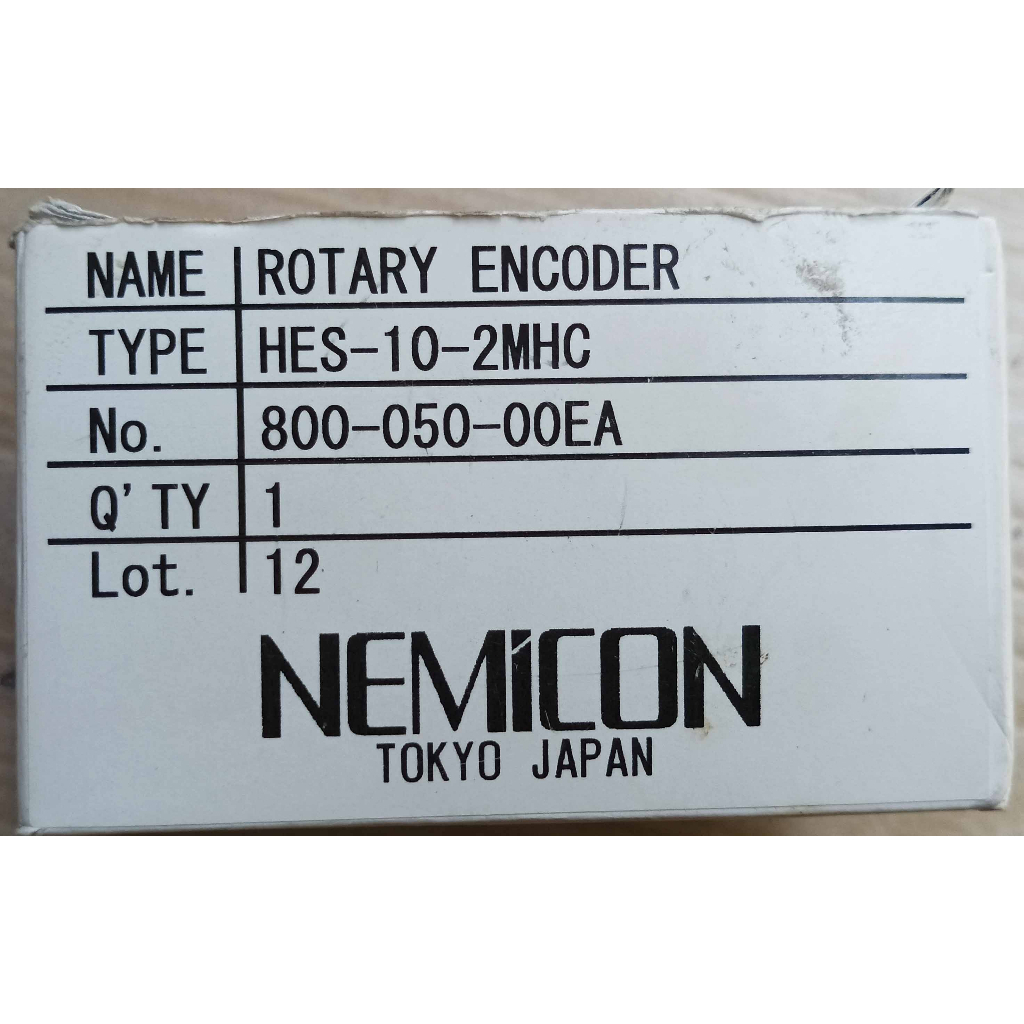 NAME ROTARY ENCODER
TYPE HES-10-2MHC
No. 800-050-00EA
Q'TY 1
Lot. 12
NEMICON
TOKYO JAPAN